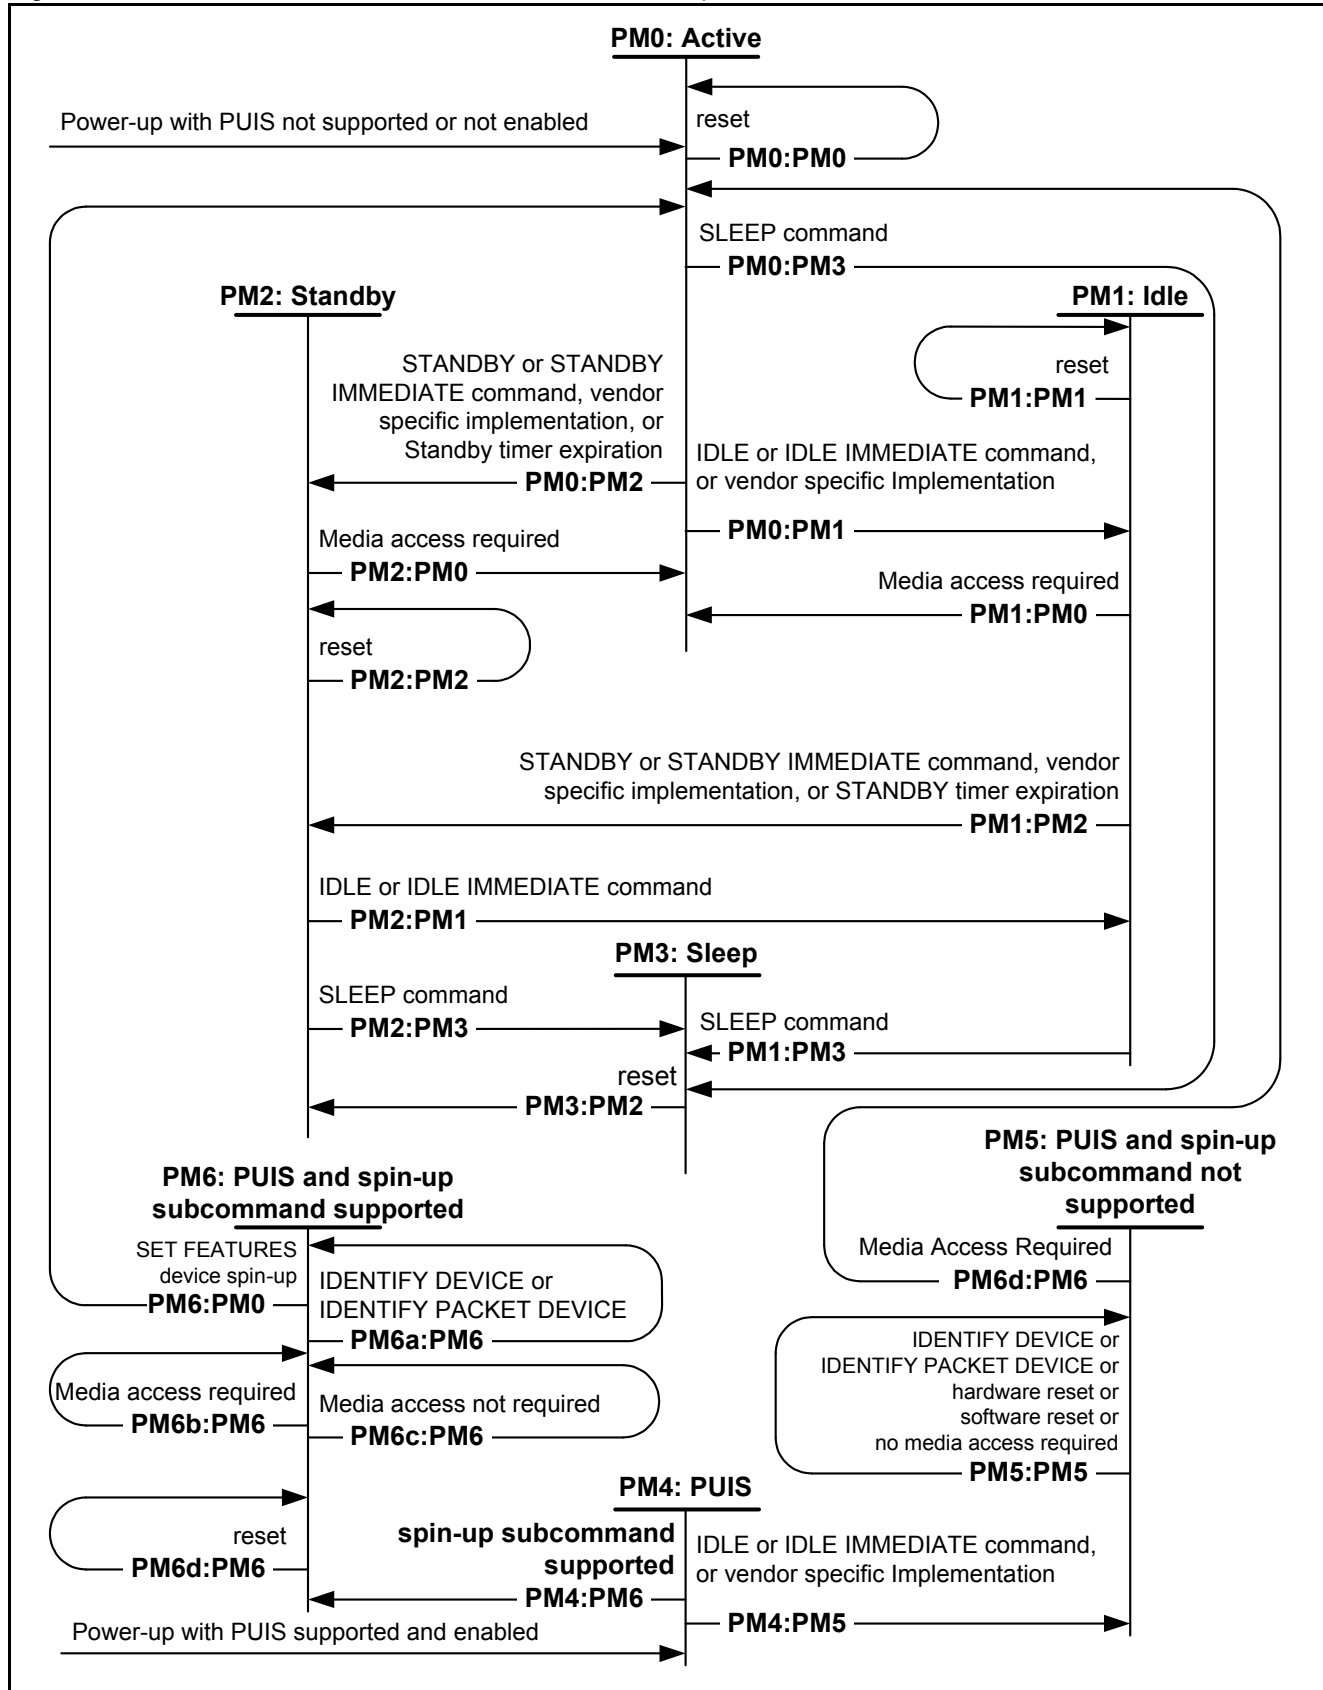 PM0: Active
reset
Power-up with PUIS not supported or not enabled
PM0:PM0
SLEEP command
PM0:PM3
PM2: Standby
PM1: Idle
STANDBY or STANDBY
IMMEDIATE command, vendor
specific implementation, or
Standby timer expiration
PM0:PM2
reset
PM1:PM1
IDLE or IDLE IMMEDIATE command,
or vendor specific Implementation
PM0:PM1
Media access required
PM2:PM0
Media access required
PM1:PM0
reset
PM2:PM2
STANDBY or STANDBY IMMEDIATE command, vendor
specific implementation, or STANDBY timer expiration
PM1:PM2
IDLE or IDLE IMMEDIATE command
PM2:PM1
PM3: Sleep
SLEEP command
PM2:PM3
SLEEP command
PM1:PM3
reset
PM3:PM2
PM5: PUIS and spin-up
subcommand not
supported
PM6: PUIS and spin-up
subcommand supported
SET FEATURES
device spin-up
PM6:PM0
IDENTIFY DEVICE or
IDENTIFY PACKET DEVICE
PM6a:PM6
Media Access Required
PM6d:PM6
Media access required
PM6b:PM6
Media access not required
PM6c:PM6
IDENTIFY DEVICE or
IDENTIFY PACKET DEVICE or
hardware reset or
software reset or
no media access required
PM5:PM5
PM4: PUIS
reset
PM6d:PM6
spin-up subcommand
supported
PM4:PM6
IDLE or IDLE IMMEDIATE command,
or vendor specific Implementation
PM4:PM5
Power-up with PUIS supported and enabled